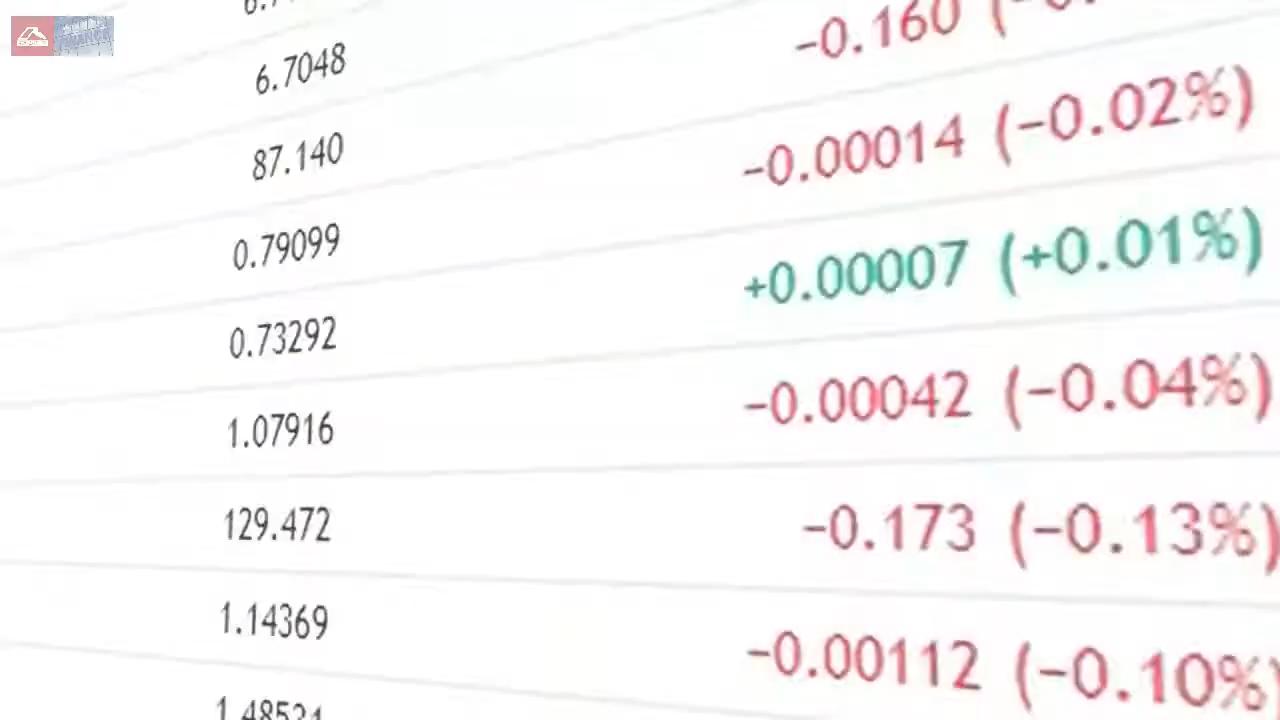 6.7048
87.140 -0.160
0.79099 -0.00014 (-0.02%)
0.73292 +0.00007 (+0.01%)
1.07916 -0.00042 (-0.04%)
129.472 -0.173 (-0.13%)
1.14369 -0.00112 (-0.10%)